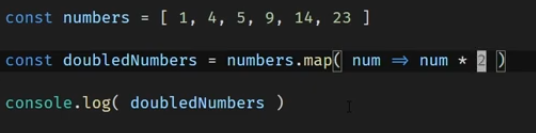 const numbers = [ 1, 4, 5, 9, 14, 23 ]
const doubledNumbers = numbers.map( num => num * 2 )
console.log( doubledNumbers )